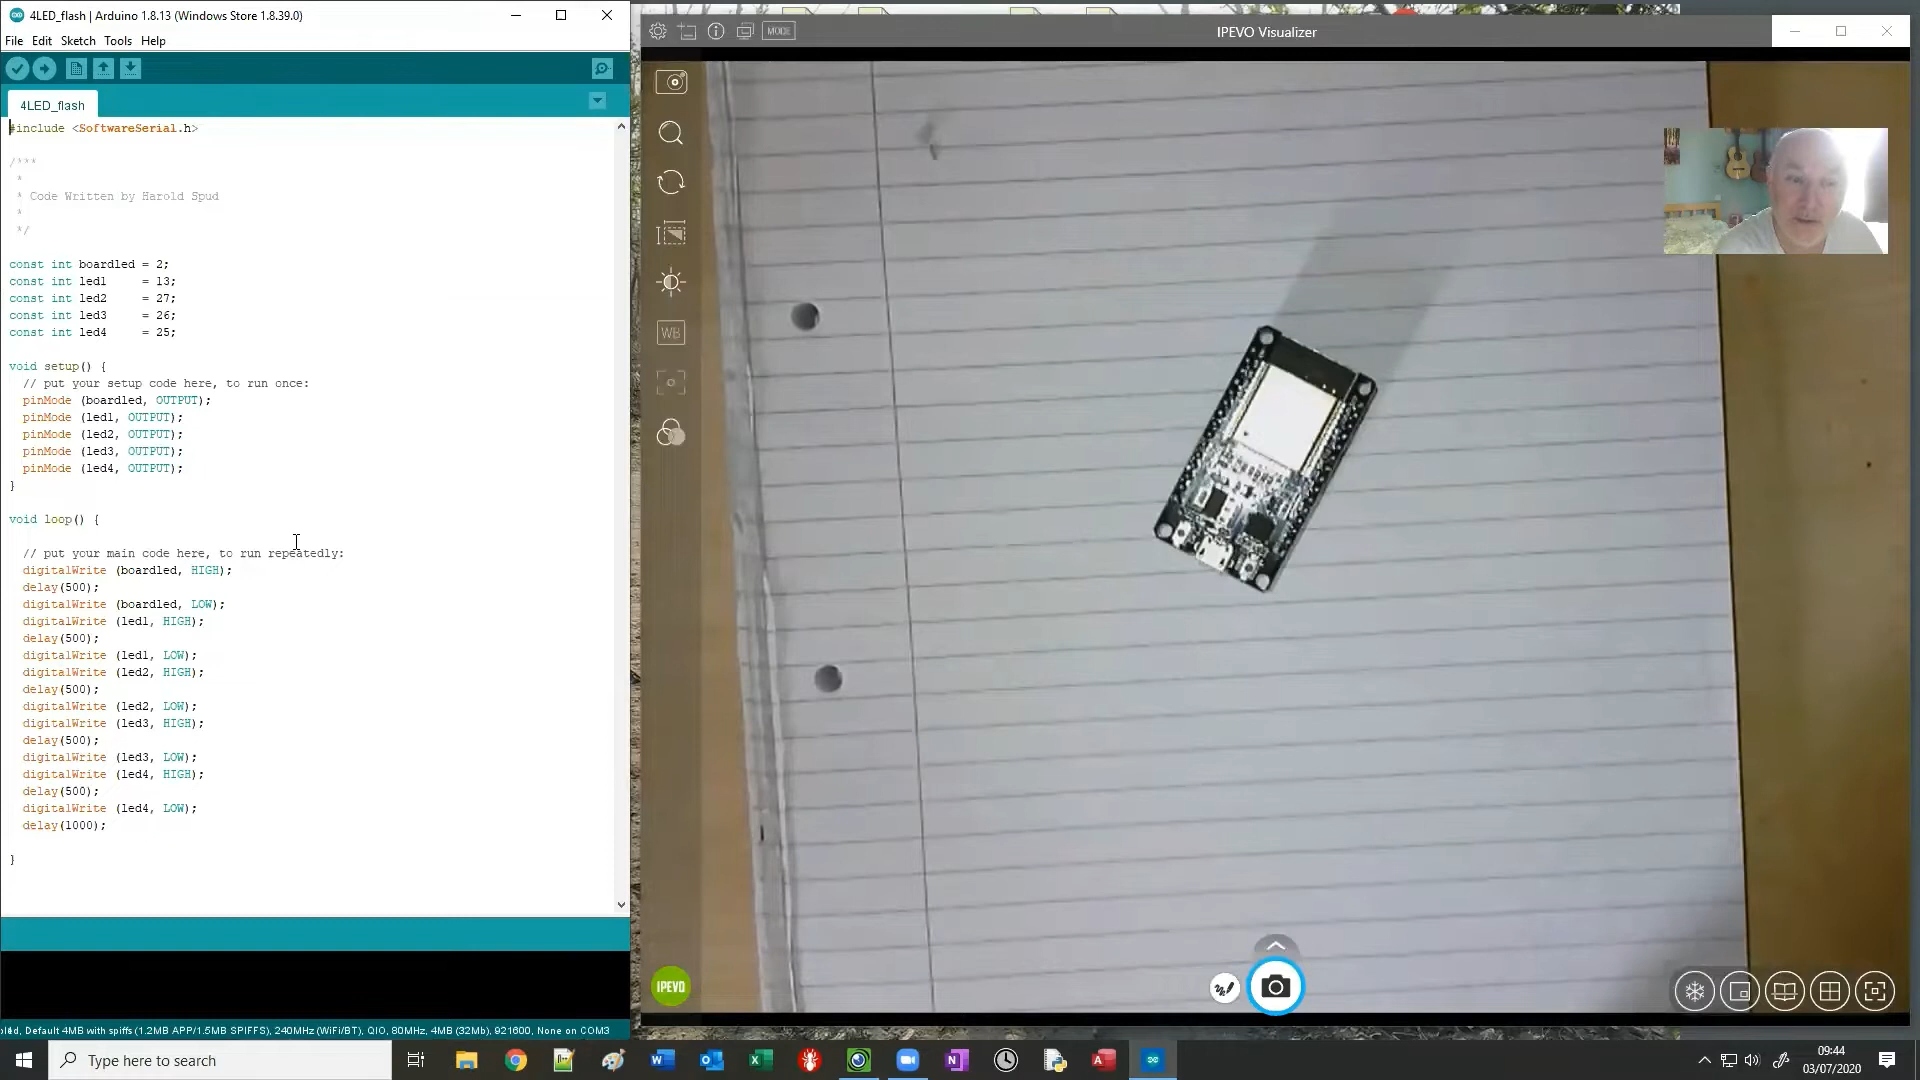 4LED_flash | Arduino 1.8.13 (Windows Store 1.8.39.0)
File Edit Sketch Tools Help
4LED_flash
#include <SoftwareSerial.h>
/***
*
* Code Written by Harold Spud
*
*/
const int boardled = 2;
const int led1 = 13;
const int led2 = 27;
const int led3 = 26;
const int led4 = 25;
void setup() {
// put your setup code here, to run once:
pinMode (boardled, OUTPUT);
pinMode (led1, OUTPUT);
pinMode (led2, OUTPUT);
pinMode (led3, OUTPUT);
pinMode (led4, OUTPUT);
}
void loop() {
// put your main code here, to run repeatedly:
digitalWrite (boardled, HIGH);
delay(500);
digitalWrite (boardled, LOW);
digitalWrite (led1, HIGH);
delay(500);
digitalWrite (led1, LOW);
digitalWrite (led2, HIGH);
delay(500);
digitalWrite (led2, LOW);
digitalWrite (led3, HIGH);
delay(500);
digitalWrite (led3, LOW);
digitalWrite (led4, HIGH);
delay(500);
digitalWrite (led4, LOW);
delay(1000);
}
Default 4MB with spiffs (1.2MB APP/1.5MB SPIFFS), 240MHz (WiFi/BT), QIO, 80MHz, 4MB (32Mb), 921600, None on COM3
MODE
IPEVO Visualizer
WB
IPEVO
Type here to search
09:44
03/07/2020